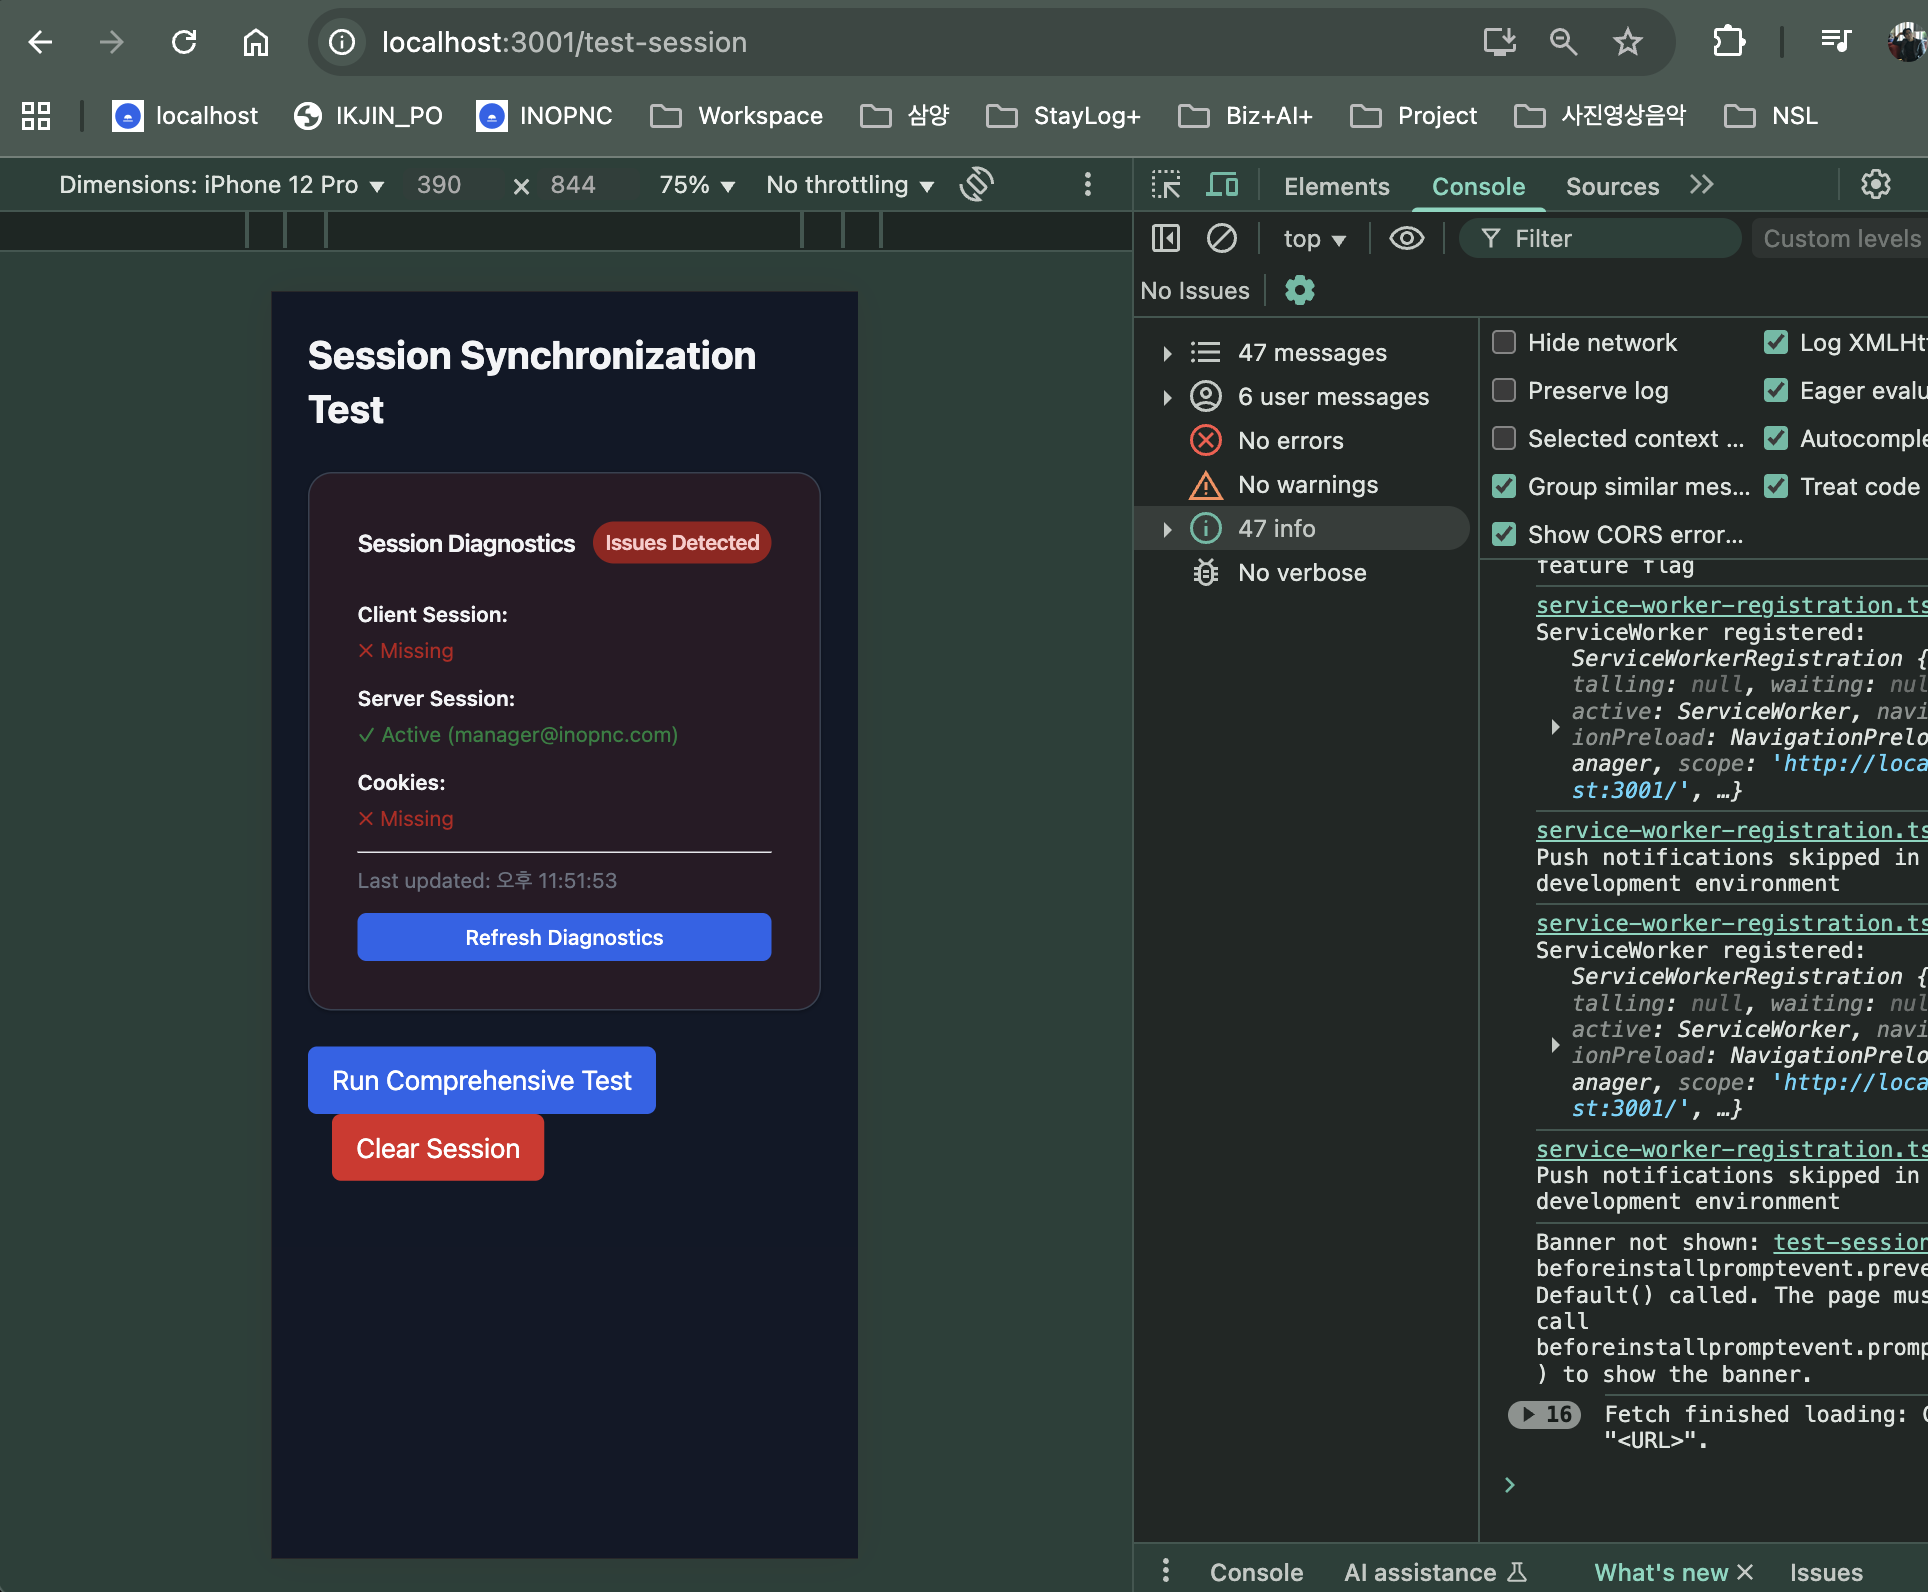 localhost:3001/test-session
localhost IKJIN_PO INOPNC Workspace 삼양 StayLog+ Biz+AI+ Project 사진영상음악 NSL
Dimensions: iPhone 12 Pro 390 × 844 75% No throttling
Elements Console Sources
top Filter Custom levels
No Issues
Session Synchronization
Test
Session Diagnostics Issues Detected
Client Session:
✕ Missing
Server Session:
✓ Active (manager@inopnc.com)
Cookies:
✕ Missing
Last updated: 오후 11:51:53
Refresh Diagnostics
Run Comprehensive Test
Clear Session
47 messages
6 user messages
No errors
No warnings
47 info
No verbose
Hide network Log XMLHt
Preserve log Eager evalu
Selected context ... Autocomple
Group similar mes... Treat code
Show CORS error...
feature flag
service-worker-registration.ts
ServiceWorker registered:
ServiceWorkerRegistration {
talling: null, waiting: nul
active: ServiceWorker, navi
ionPreload: NavigationPrelo
anager, scope: 'http://loca
st:3001/', …}
service-worker-registration.ts
Push notifications skipped in
development environment
service-worker-registration.ts
ServiceWorker registered:
ServiceWorkerRegistration {
talling: null, waiting: nul
active: ServiceWorker, navi
ionPreload: NavigationPrelo
anager, scope: 'http://loca
st:3001/', …}
service-worker-registration.ts
Push notifications skipped in
development environment
Banner not shown: test-session
beforeinstallpromptevent.preve
Default() called. The page mus
call
beforeinstallpromptevent.promp
) to show the banner.
16 Fetch finished loading:
"<URL>".
Console AI assistance What's new Issues